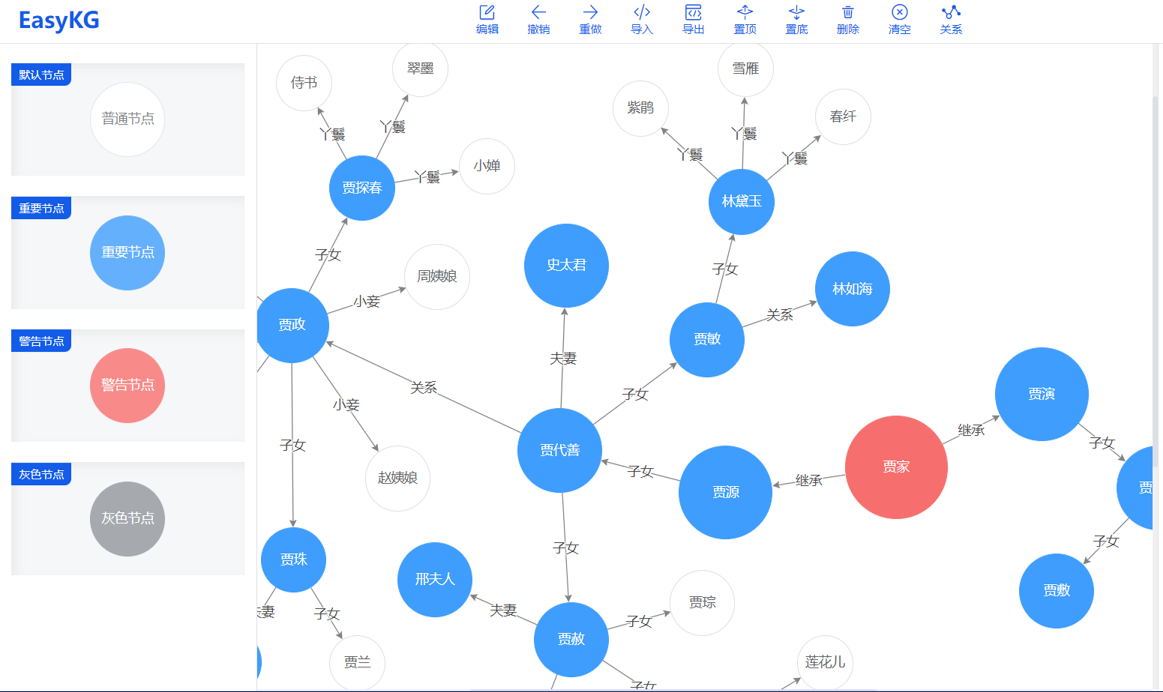 EasyKG
编辑
撤销
重做
导入
导出
置顶
置底
删除
清空
关系
默认节点
普通节点
重要节点
重要节点
警告节点
警告节点
灰色节点
灰色节点
侍书
翠墨
雪雁
紫鹃
春纤
丫鬟
丫鬟
丫鬟
丫鬟
丫鬟
小婵
丫鬟
贾探春
林黛玉
子女
史太君
子女
周姨娘
林如海
小妾
关系
贾政
贾敏
夫妻
关系
子女
贾演
小妾
继承
子女
子女
贾代善
贾家
赵姨娘
子女
贾源
继承
贾
子女
子女
贾珠
邢夫人
贾敷
夫妻
贾琮
夫妻
子女
子女
贾赦
贾兰
莲花儿
子女